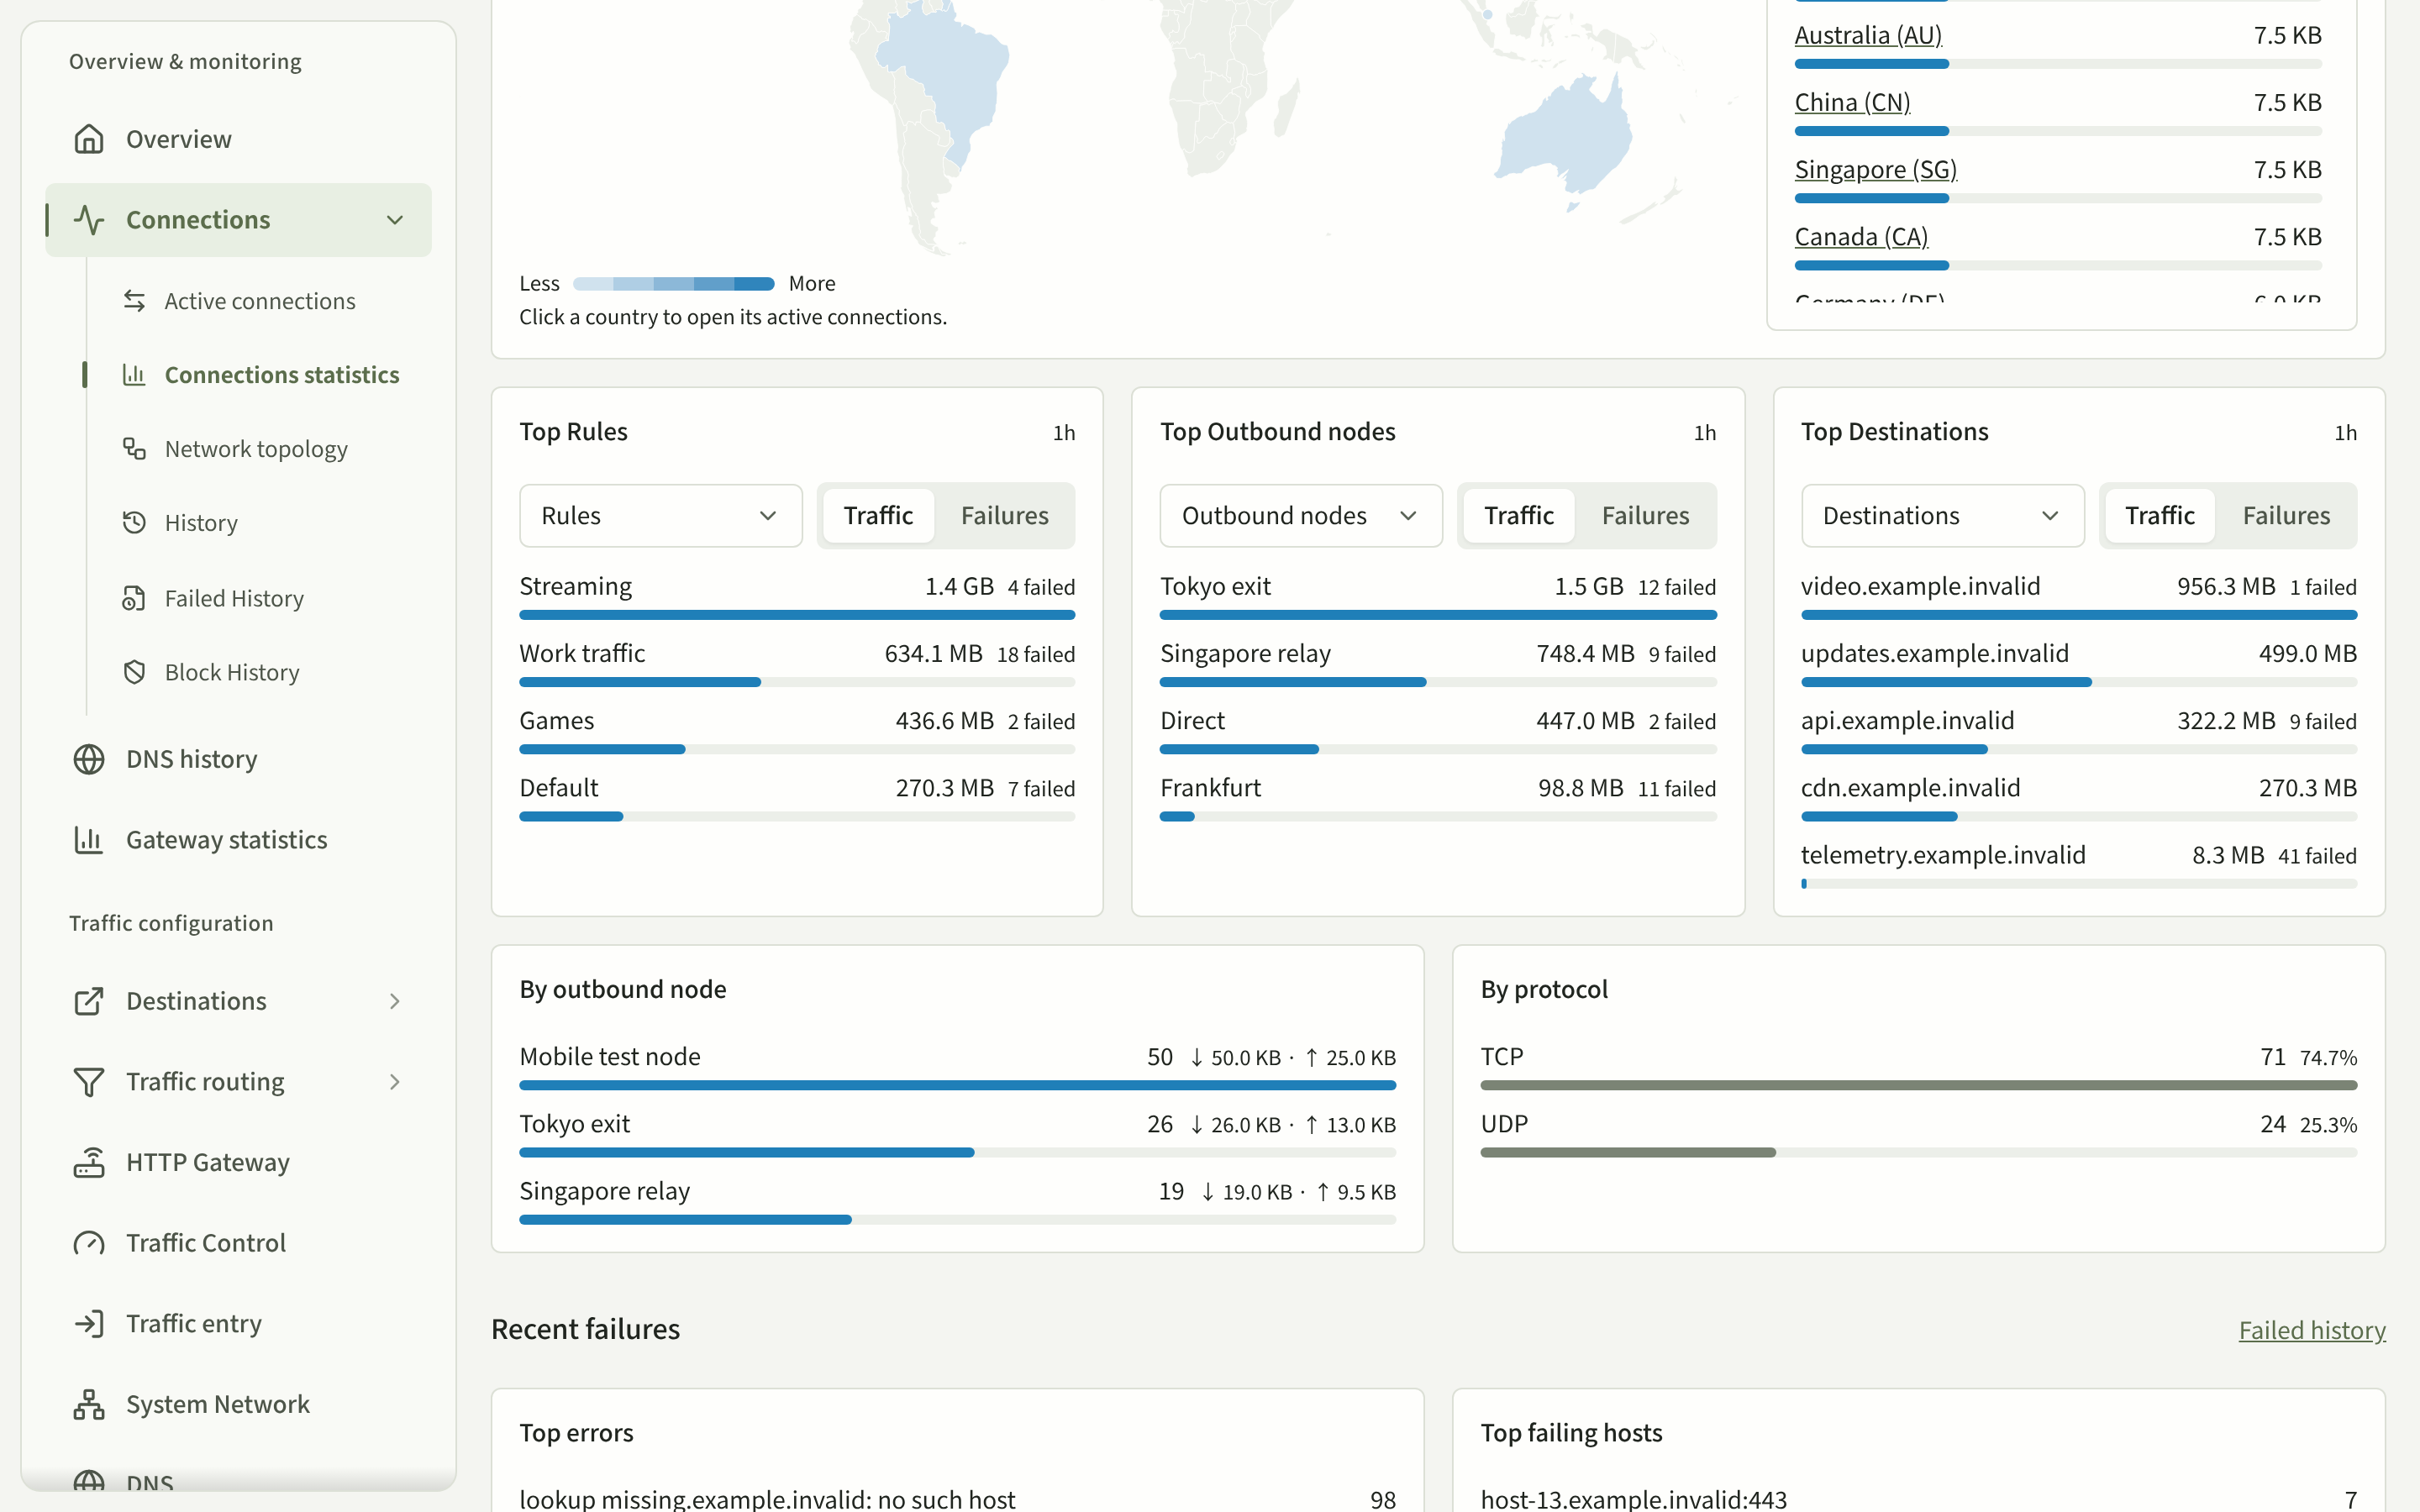 Overview & monitoring
Overview
Connections
Active connections
Connections statistics
Network topology
History
Failed History
Block History
DNS history
Gateway statistics
Traffic configuration
Destinations
Traffic routing
HTTP Gateway
Traffic Control
Traffic entry
System Network
DNS
Less More
Click a country to open its active connections.
Australia (AU) 7.5 KB
China (CN) 7.5 KB
Singapore (SG) 7.5 KB
Canada (CA) 7.5 KB
Germany (DE) 6.0 KB
Top Rules 1h
Rules Traffic Failures
Streaming 1.4 GB 4 failed
Work traffic 634.1 MB 18 failed
Games 436.6 MB 2 failed
Default 270.3 MB 7 failed
Top Outbound nodes 1h
Outbound nodes Traffic Failures
Tokyo exit 1.5 GB 12 failed
Singapore relay 748.4 MB 9 failed
Direct 447.0 MB 2 failed
Frankfurt 98.8 MB 11 failed
Top Destinations 1h
Destinations Traffic Failures
video.example.invalid 956.3 MB 1 failed
updates.example.invalid 499.0 MB
api.example.invalid 322.2 MB 9 failed
cdn.example.invalid 270.3 MB
telemetry.example.invalid 8.3 MB 41 failed
By outbound node
Mobile test node 50 ↓ 50.0 KB · ↑ 25.0 KB
Tokyo exit 26 ↓ 26.0 KB · ↑ 13.0 KB
Singapore relay 19 ↓ 19.0 KB · ↑ 9.5 KB
By protocol
TCP 71 74.7%
UDP 24 25.3%
Recent failures Failed history
Top errors
lookup missing.example.invalid: no such host 98
Top failing hosts
host-13.example.invalid:443 7